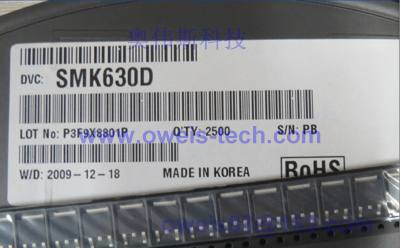 奥伟斯科技
DVC: SMK630D
LOT No: P3F9X8801P Q'TY: 2500 S/N: PB
www.oweis-tech.com
W/D: 2009-12-18 MADE IN KOREA RoHS